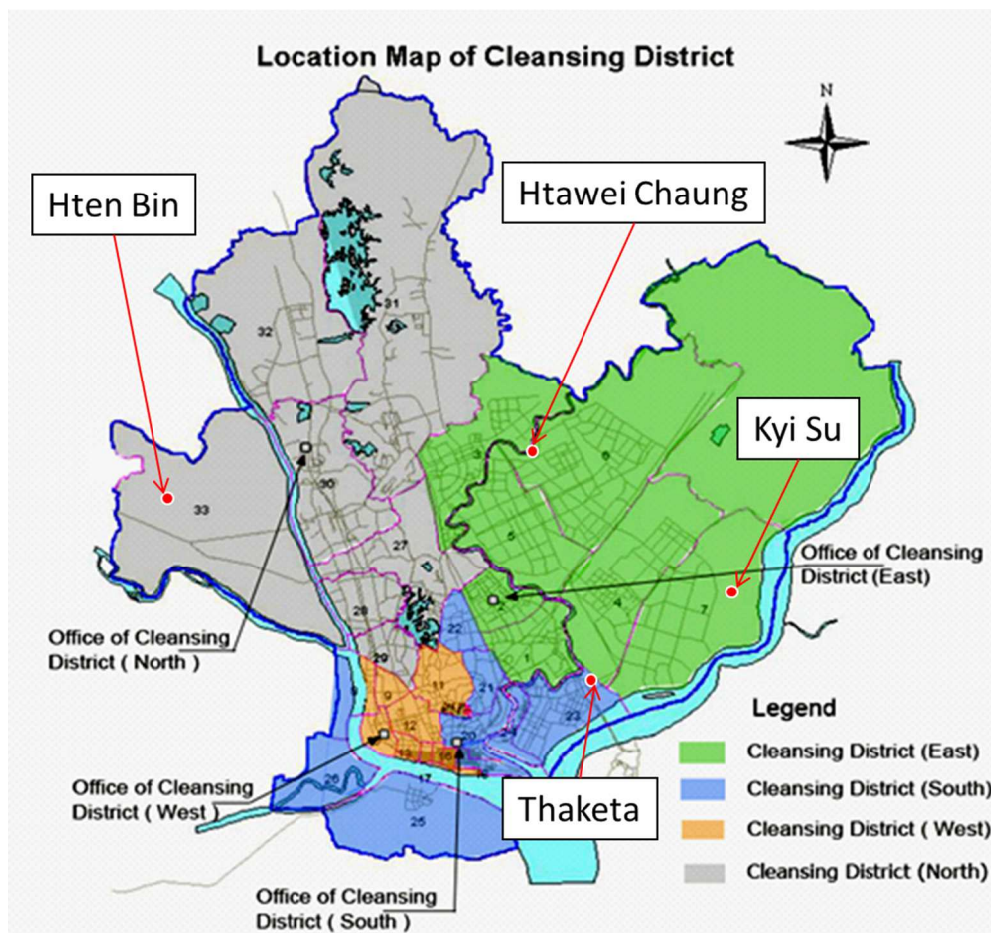 Location Map of Cleansing District
N
Hten Bin
Htawei Chaung
31
32
Kyi Su
3
6
30
33
5
27
Office of Cleansing
District (East)
2
4
7
28
22
Office of Cleansing
District ( North )
1
29
11
21
9
23
Legend
12
20
Cleansing District (East)
26
17
Office of Cleansing
District ( West )
Thaketa
Cleansing District (South)
25
Cleansing District ( West)
Cleansing District (North)
Office of Cleansing
District ( South )